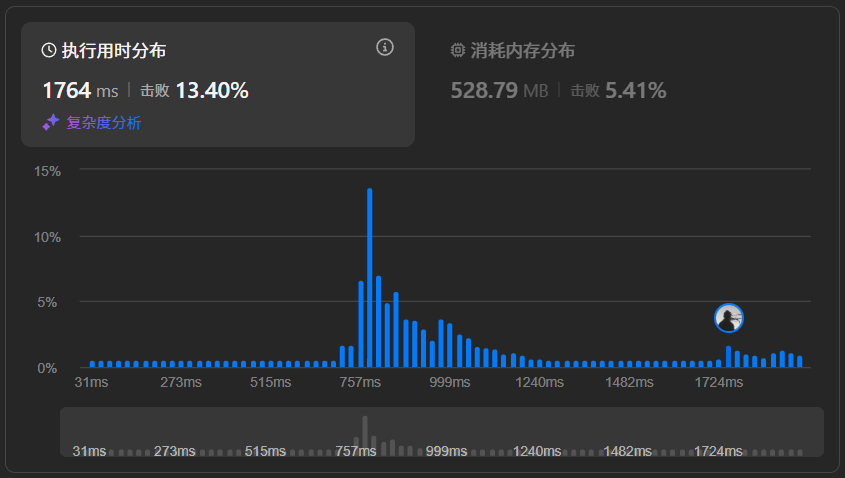 执行用时分布
1764 ms | 击败 13.40%
复杂度分析
消耗内存分布
528.79 MB | 击败 5.41%
15%
10%
5%
0%
31ms 273ms 515ms 757ms 999ms 1240ms 1482ms 1724ms
31ms 273ms 515ms 757ms 999ms 1240ms 1482ms 1724ms